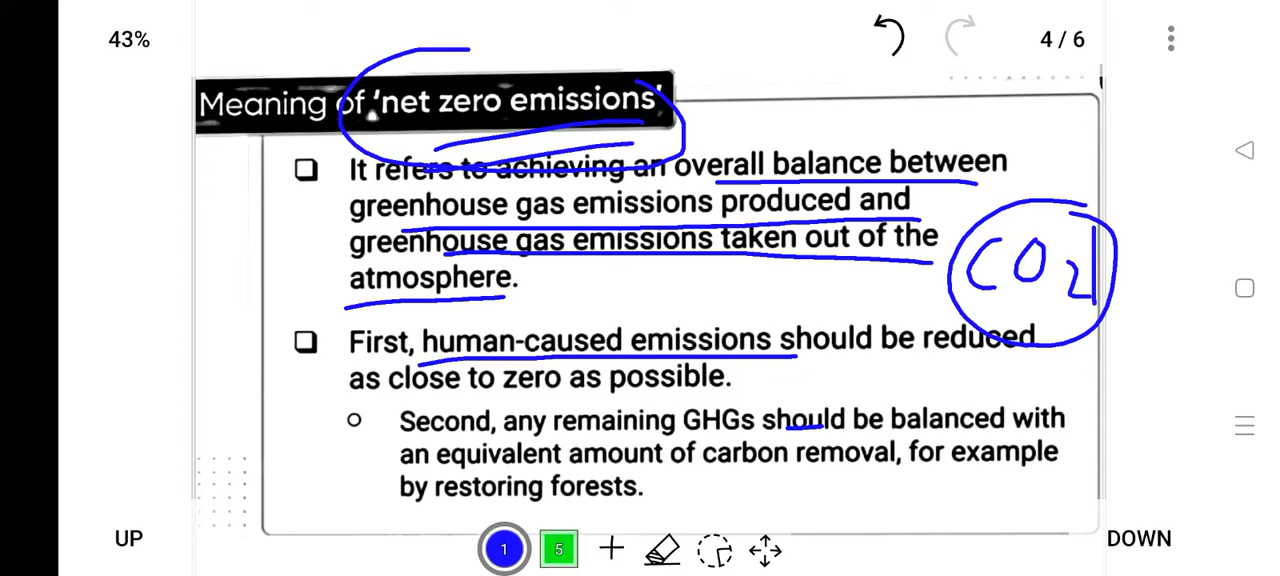 43%
4 / 6
Meaning of 'net zero emissions'
It refers to achieving an overall balance between
greenhouse gas emissions produced and
greenhouse gas emissions taken out of the
atmosphere.
CO2
First, human-caused emissions should be reduced
as close to zero as possible.
Second, any remaining GHGs should be balanced with
an equivalent amount of carbon removal, for example
by restoring forests.
UP
1
5
DOWN